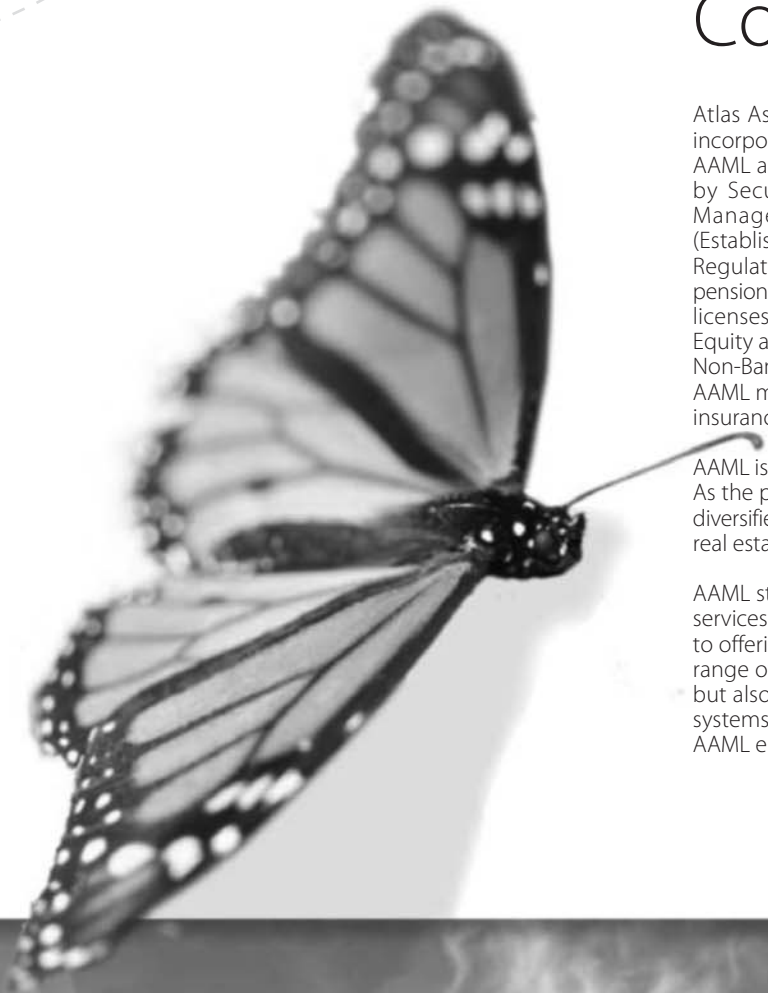 Co
Atlas As
incorpo
AAML a
by Secu
Manage
(Establis
Regulat
pension
licenses
Equity a
Non-Ban
AAML m
insuranc
AAML is
As the p
diversifie
real esta
AAML st
services
to offeri
range o
but also
systems
AAML e